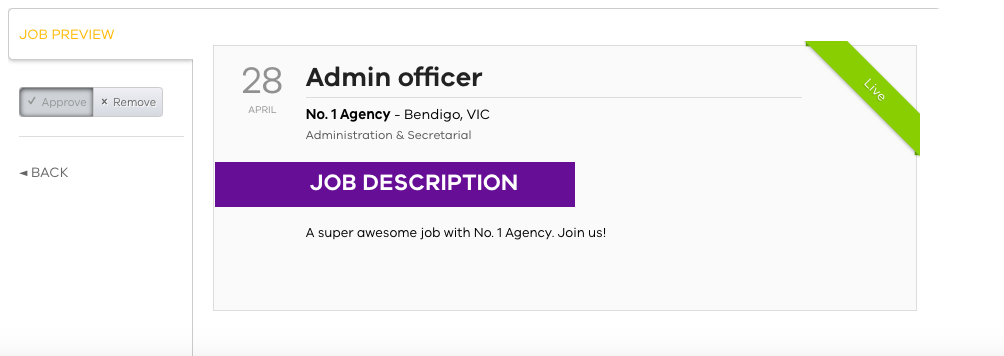 JOB PREVIEW
✓ Approve × Remove
◄ BACK
28
APRIL
Admin officer
No. 1 Agency - Bendigo, VIC
Administration & Secretarial
Live
JOB DESCRIPTION
A super awesome job with No. 1 Agency. Join us!